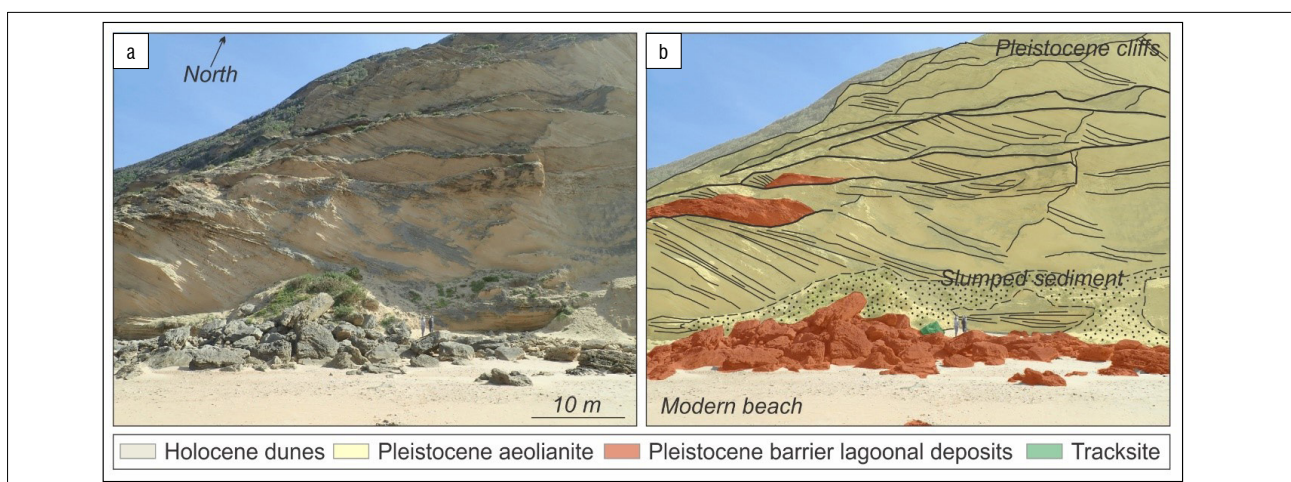 a
North
10 m
b
Pleistocene cliffs
Slumped sediment
Modern beach
Holocene dunes Pleistocene aeolianite Pleistocene barrier lagoonal deposits Tracksite